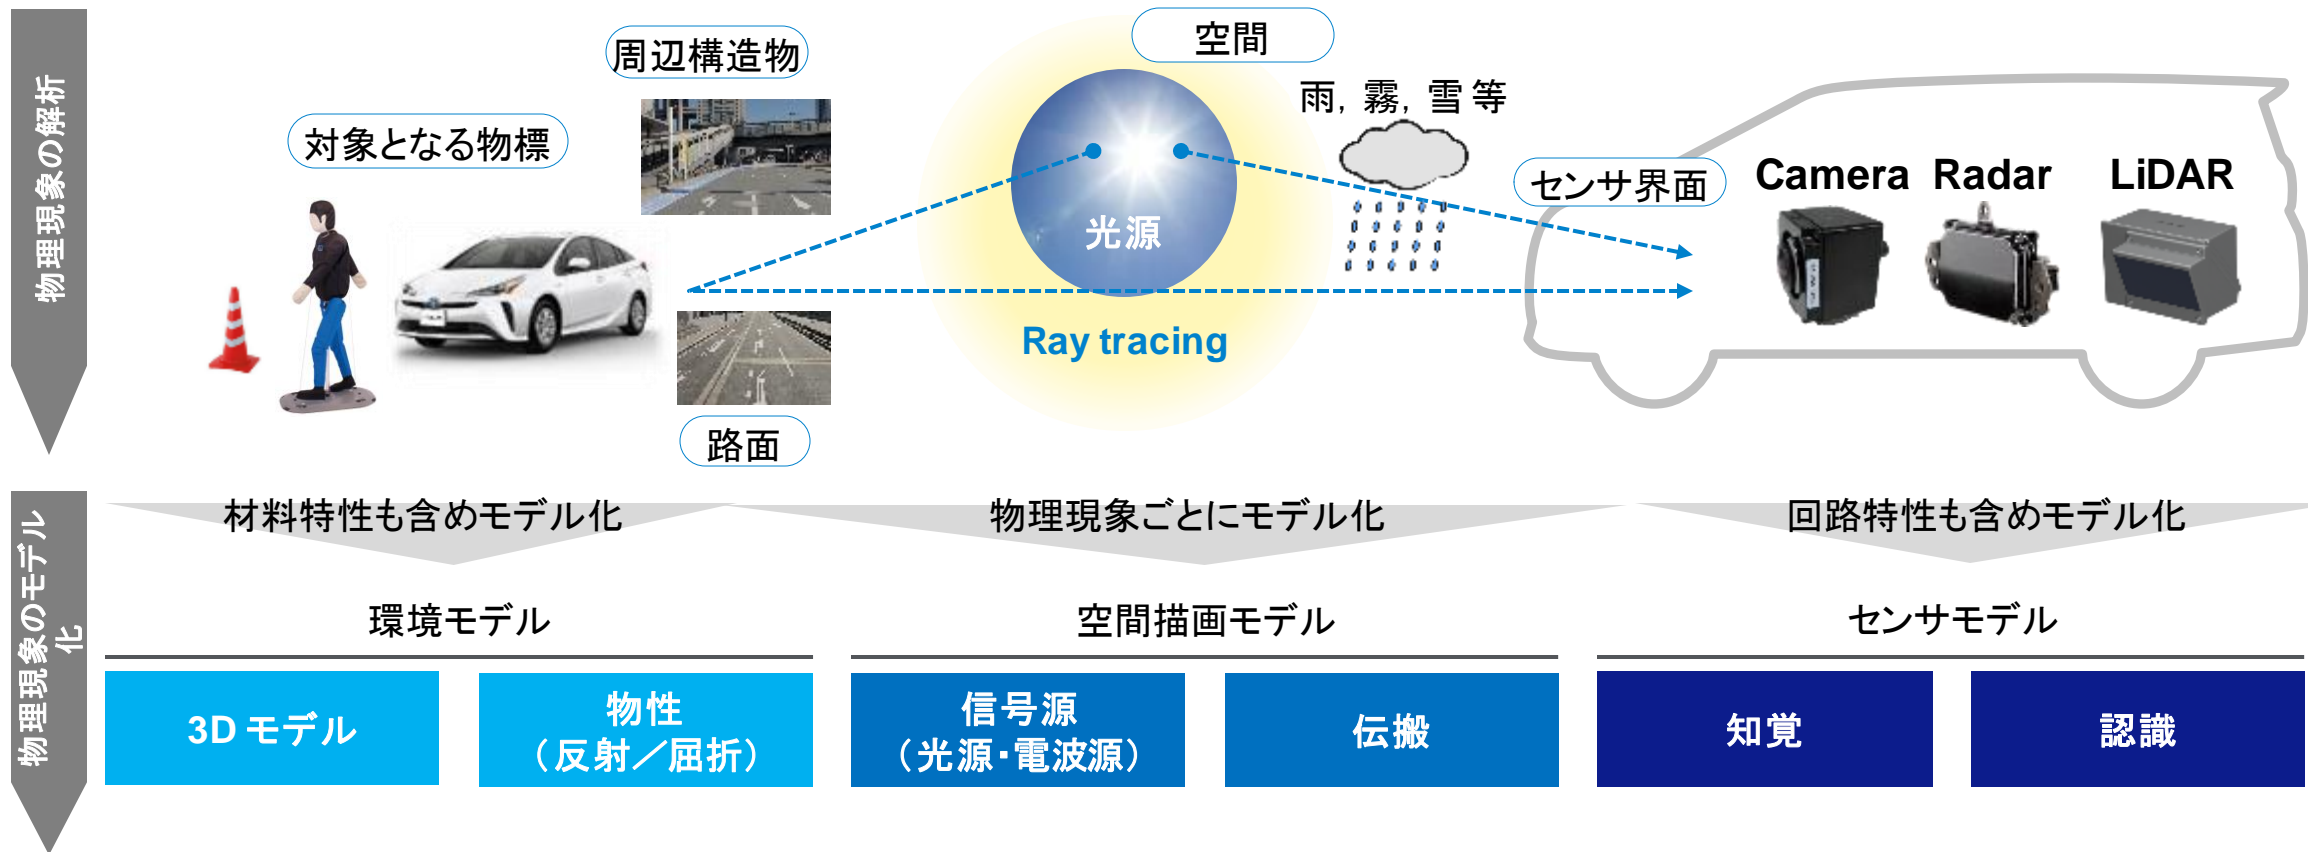 物理現象の解析
周辺構造物
空間
雨, 霧, 雪等
対象となる物標
センサ界面
Camera
Radar
LiDAR
光源
Ray tracing
路面
物理現象のモデル
化
材料特性も含めモデル化
物理現象ごとにモデル化
回路特性も含めモデル化
環境モデル
空間描画モデル
センサモデル
3D モデル
物性
（反射／屈折）
信号源
（光源・電波源）
伝搬
知覚
認識